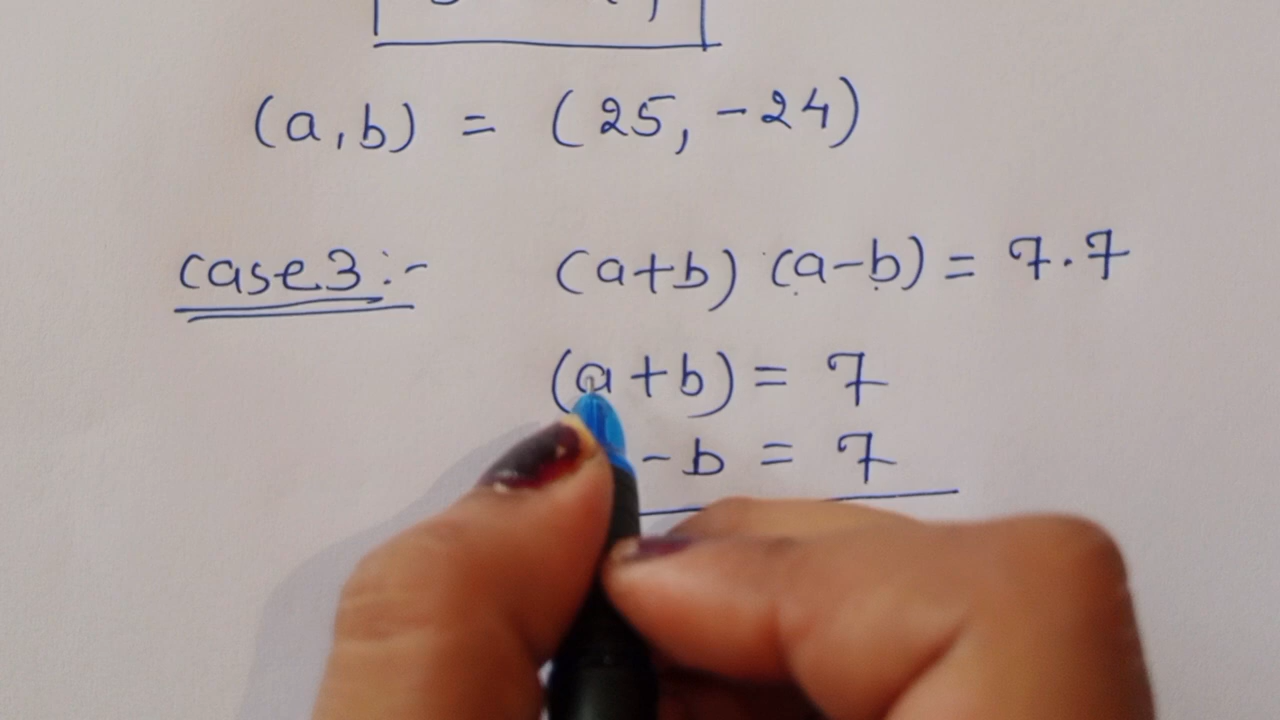 (a,b) = (25, -24)
case3:- (a+b) (a-b) = 7.7
(a+b) = 7
-b = 7